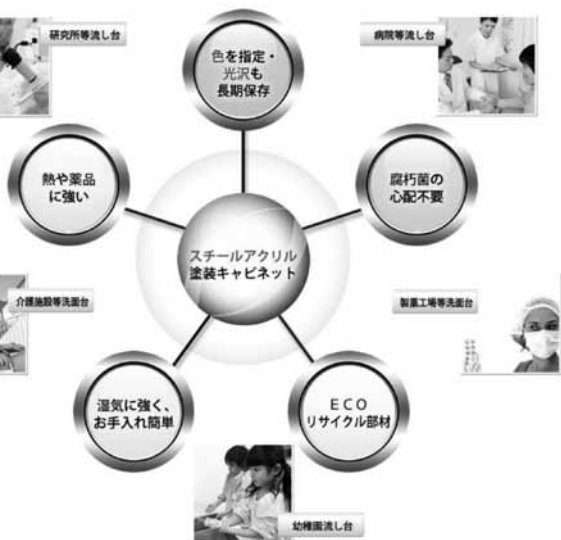 研究所等流し台
色を指定・
光沢も
長期保存
病院等流し台
熱や薬品
に強い
腐朽菌の
心配不要
スチールアクリル
塗装キャビネット
介護施設等洗面台
製薬工場等洗面台
湿気に強く、
お手入れ簡単
ECO
リサイクル部材
幼稚園流し台